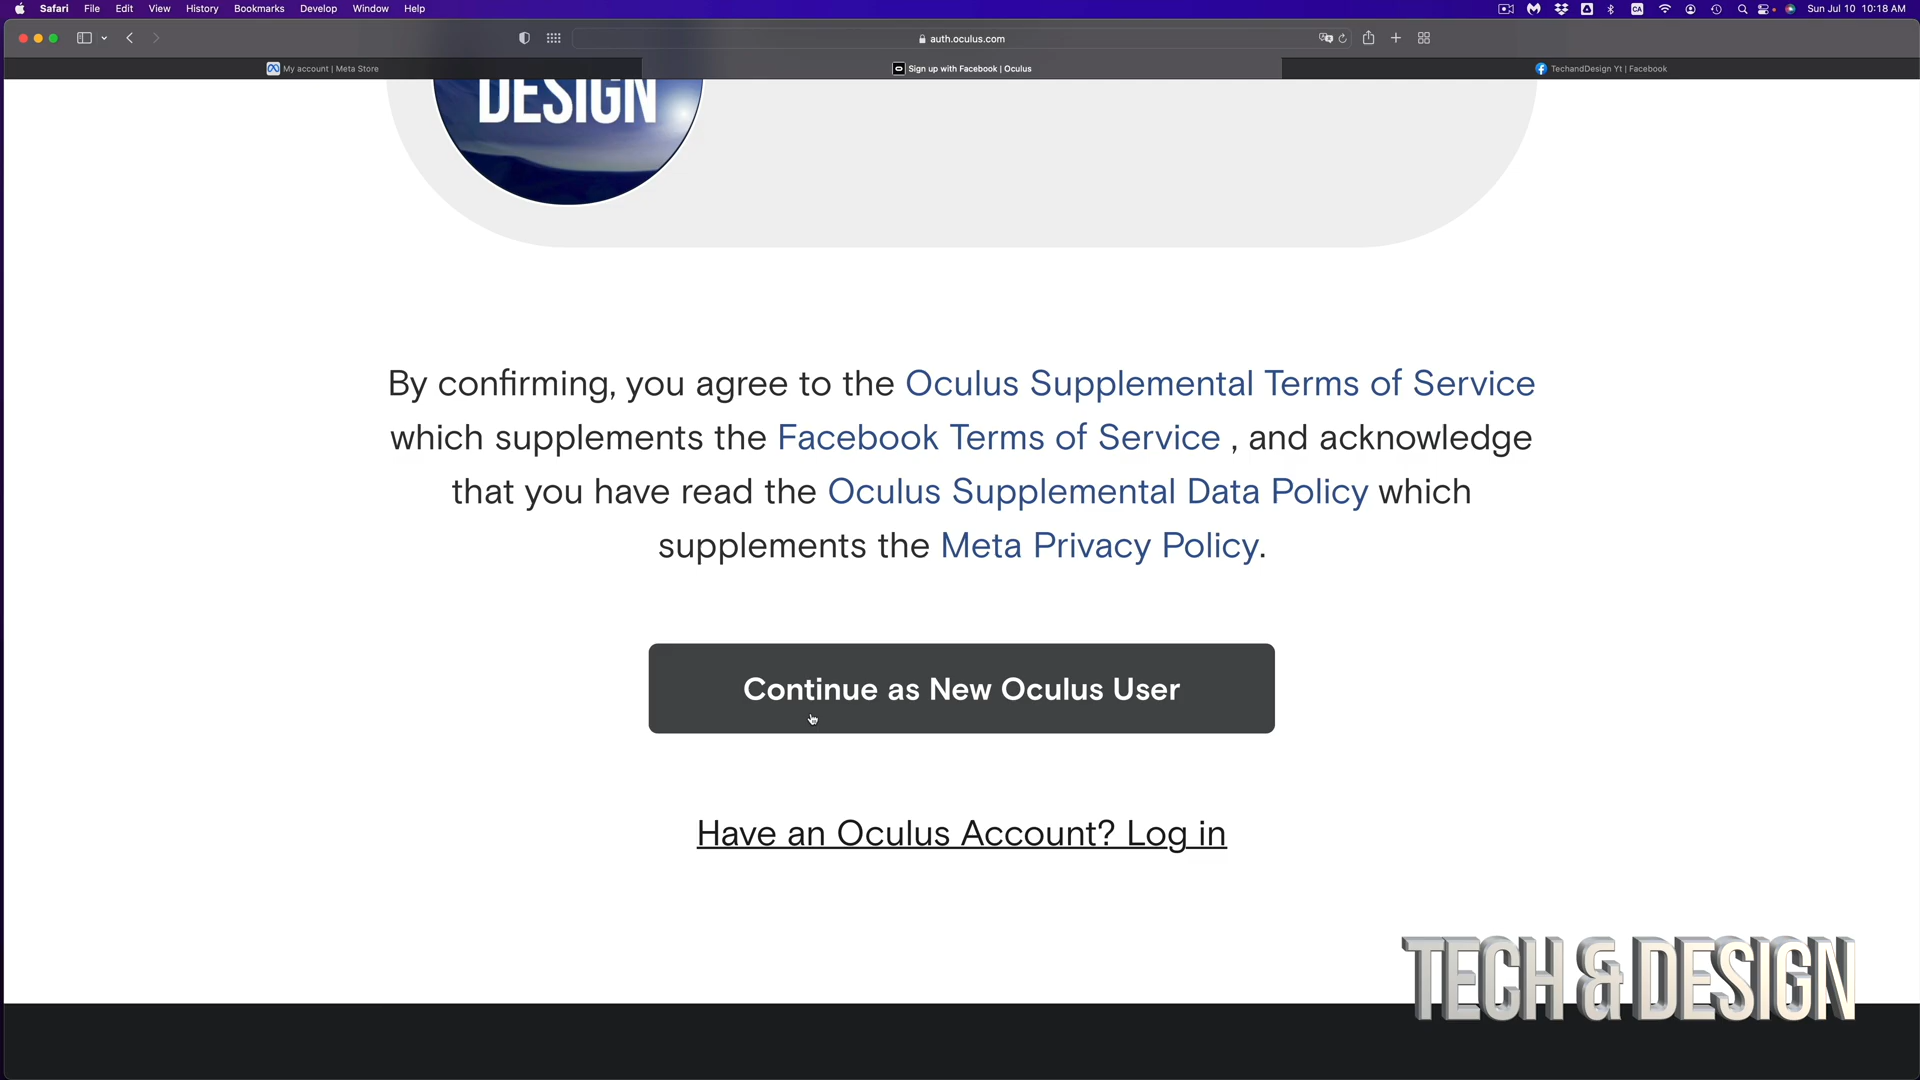 Safari File Edit View History Bookmarks Develop Window Help
CA
Sun Jul 10 10:18 AM
auth.oculus.com
My account | Meta Store
Sign up with Facebook | Oculus
TechandDesign Yt | Facebook
DESIGN
By confirming, you agree to the Oculus Supplemental Terms of Service
which supplements the Facebook Terms of Service , and acknowledge
that you have read the Oculus Supplemental Data Policy which
supplements the Meta Privacy Policy.
Continue as New Oculus User
Have an Oculus Account? Log in
TECH & DESIGN